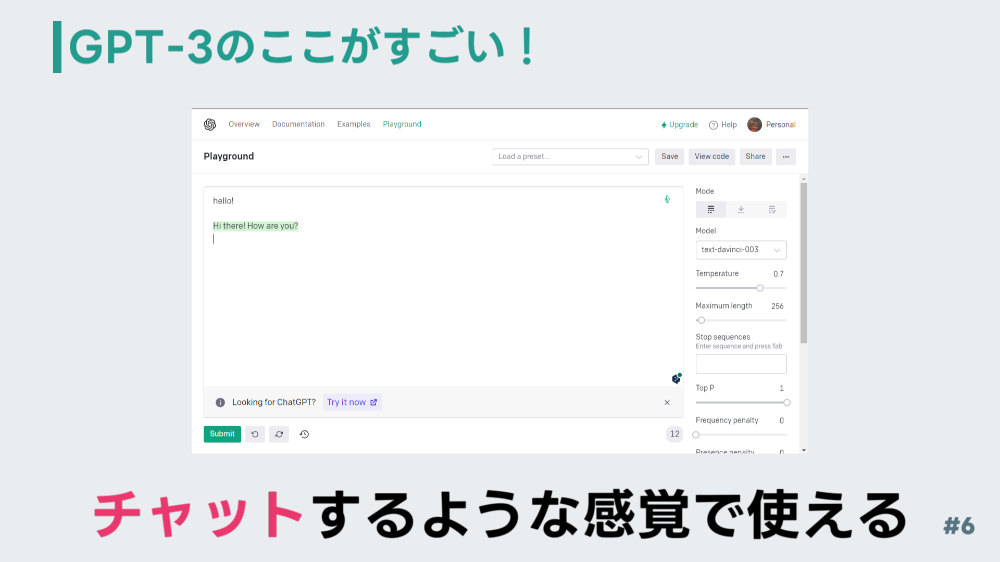 GPT-3のここがすごい！
Overview Documentation Examples Playground Upgrade Help Personal
Playground Load a preset... Save View code Share ...
hello!
Hi there! How are you?
Looking for ChatGPT? Try it now
Submit 12
Mode
Model
text-davinci-003
Temperature 0.7
Maximum length 256
Stop sequences
Enter sequence and press Tab
Top P 1
Frequency penalty 0
Presence penalty 0
チャットするような感覚で使える
#6